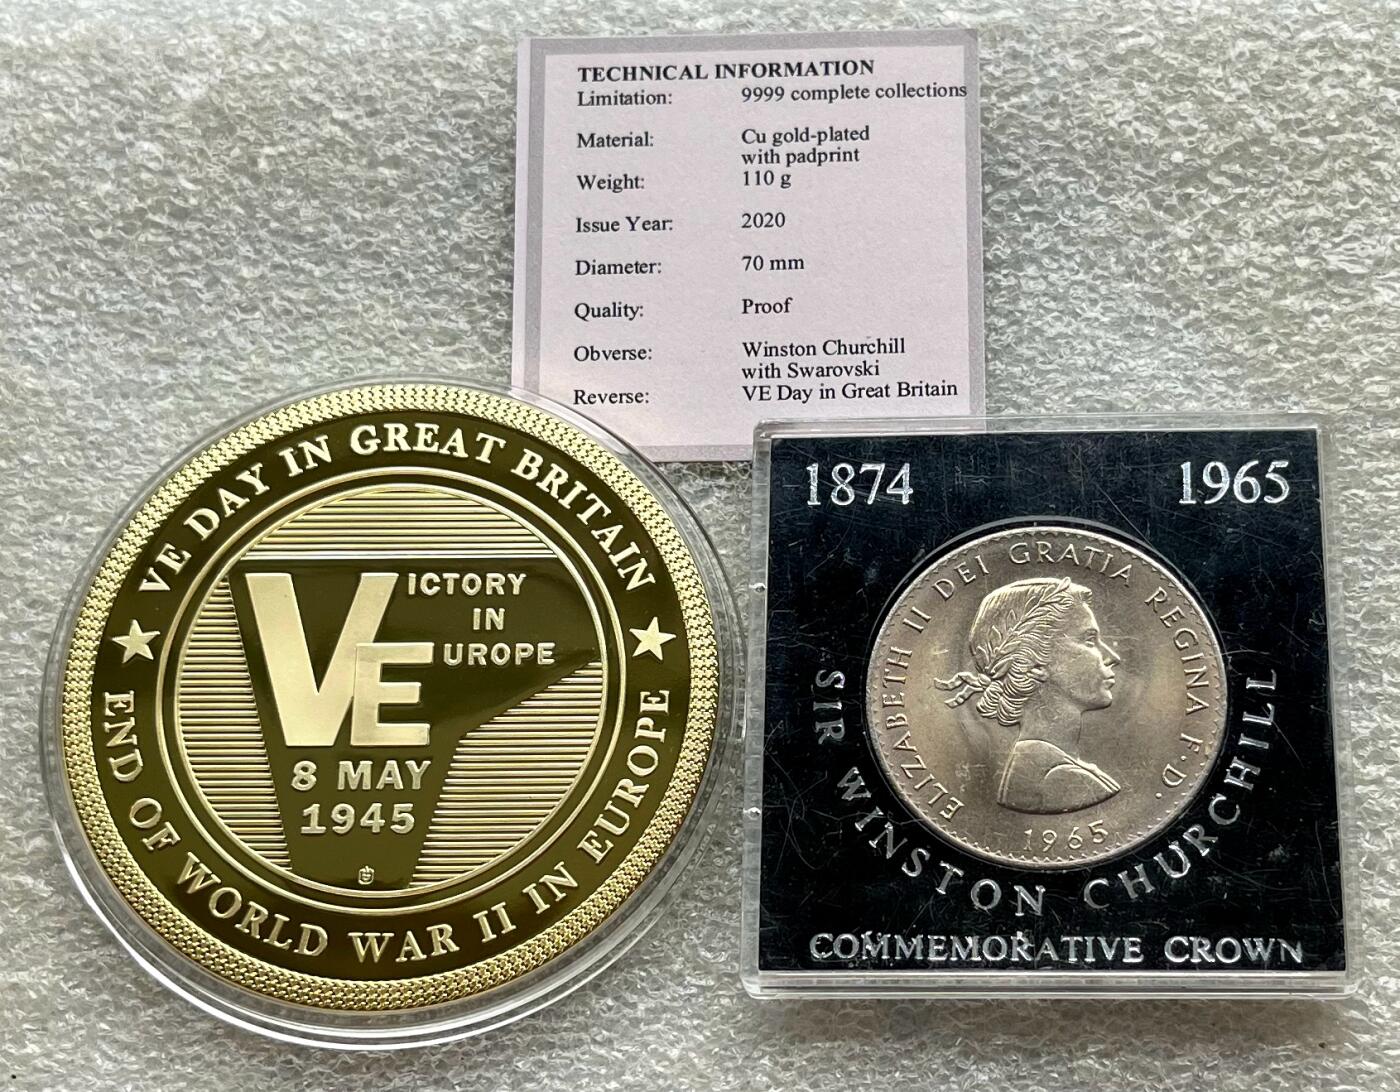 TECHNICAL INFORMATION
Limitation: 9999 complete collections
Material: Cu gold-plated
with padprint
Weight: 110 g
Issue Year: 2020
Diameter: 70 mm
Quality: Proof
Obverse: Winston Churchill
with Swarovski
Reverse: VE Day in Great Britain
VE DAY IN GREAT BRITAIN
VICTORY
IN
EUROPE
8 MAY
1945
END OF WORLD WAR II IN EUROPE
1874 1965
ELIZABETH II DEI GRATIA REGINA F·D·
1965
SIR WINSTON CHURCHILL
COMMEMORATIVE CROWN